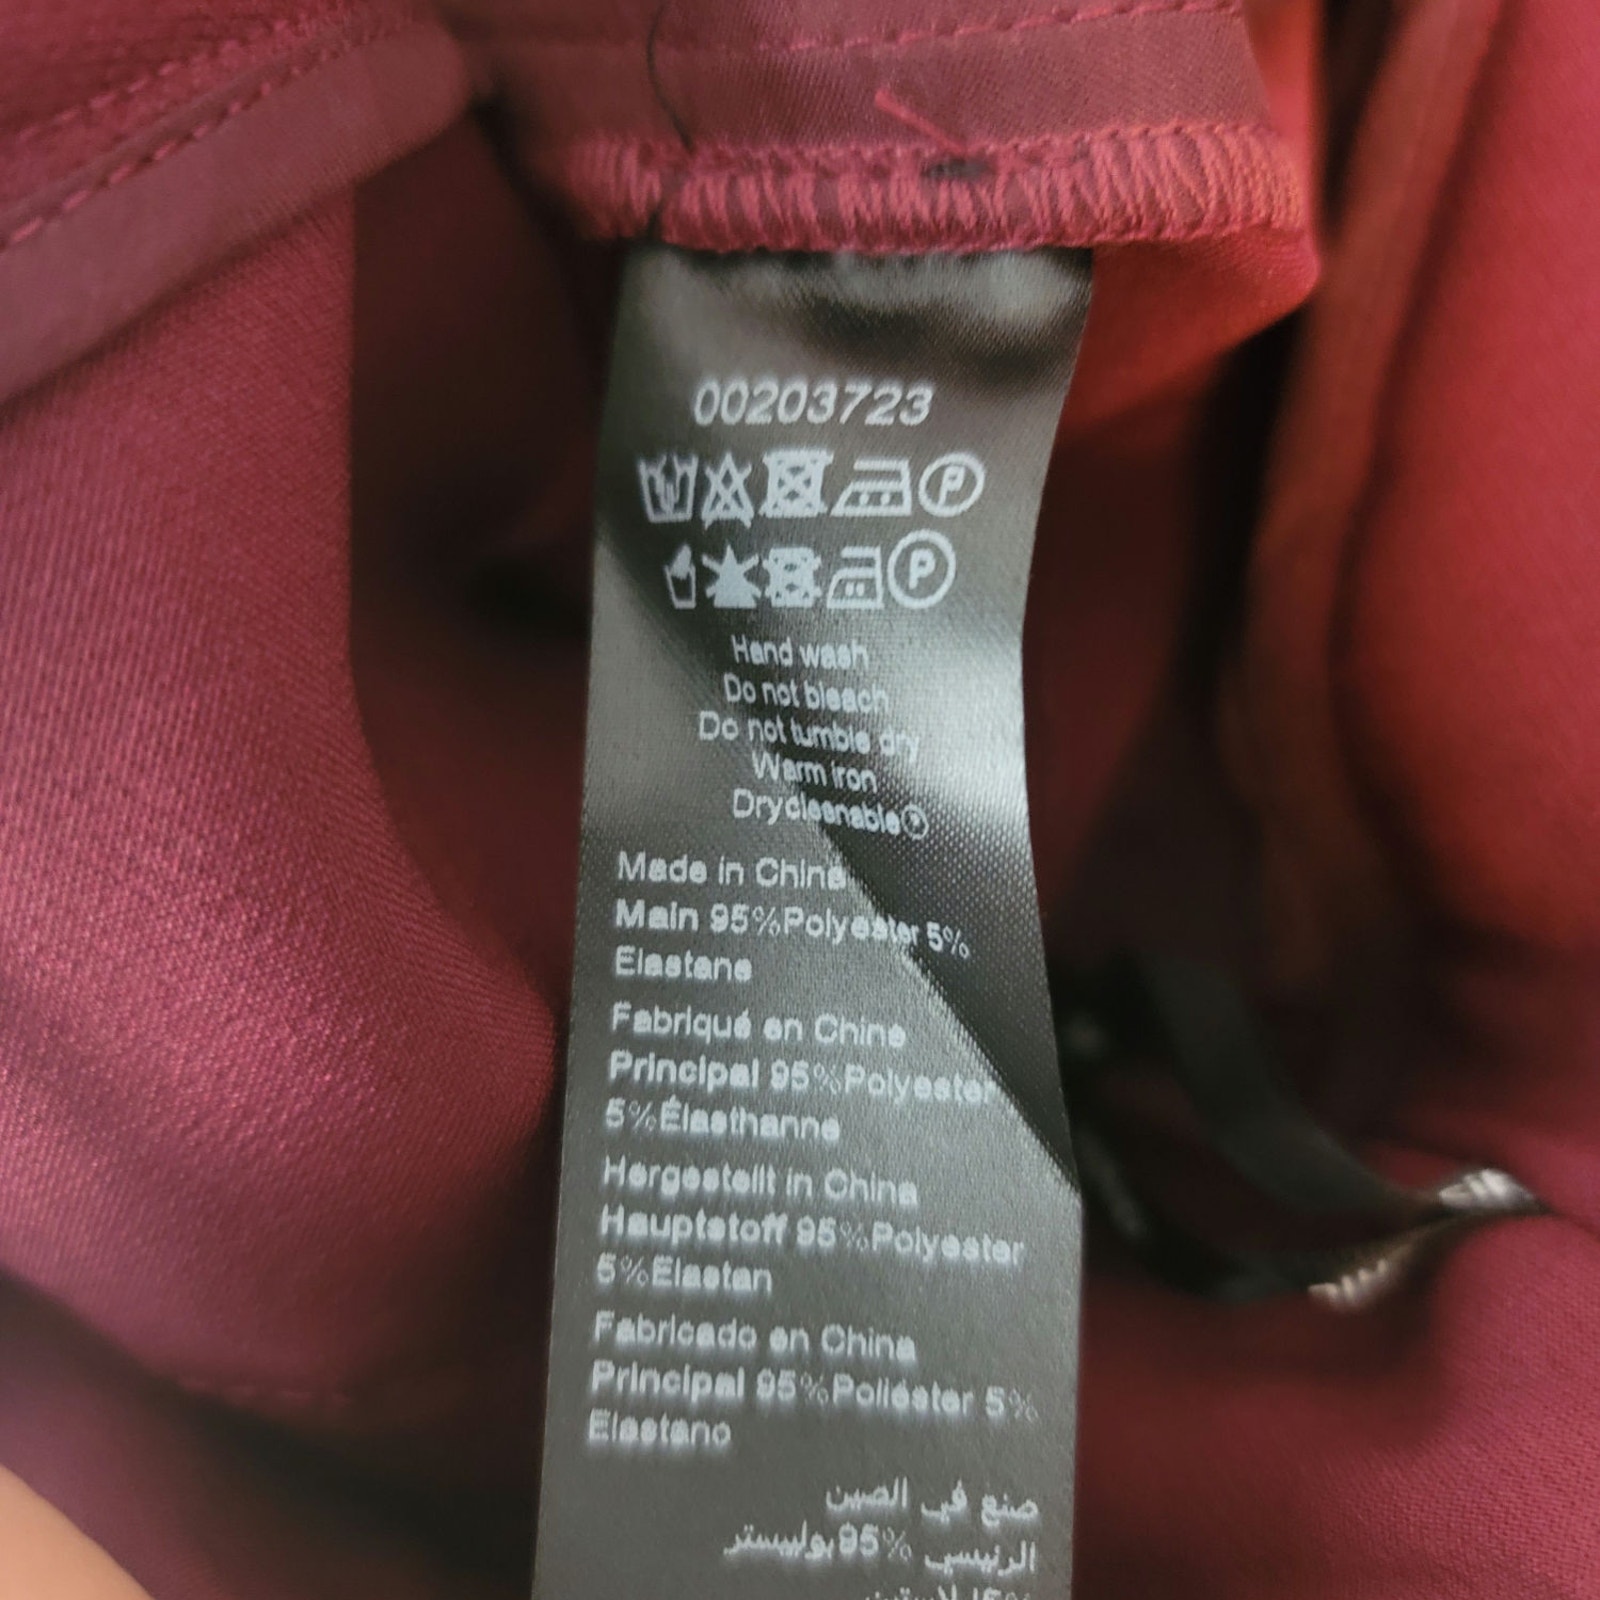 00203723
Hand wash
Do not bleach
Do not tumble dry
Warm iron
Drycleanable Ⓟ
Made in China
Main 95%Polyester 5%
Elastane
Fabriqué en Chine
Principal 95%Polyester
5%Élasthanne
Hergestellt in China
Hauptstoff 95%Polyester
5%Elastan
Fabricado en China
Principal 95%Poliéster 5%
Elastano
صنع في الصين
الرئيسي 95%بوليستر